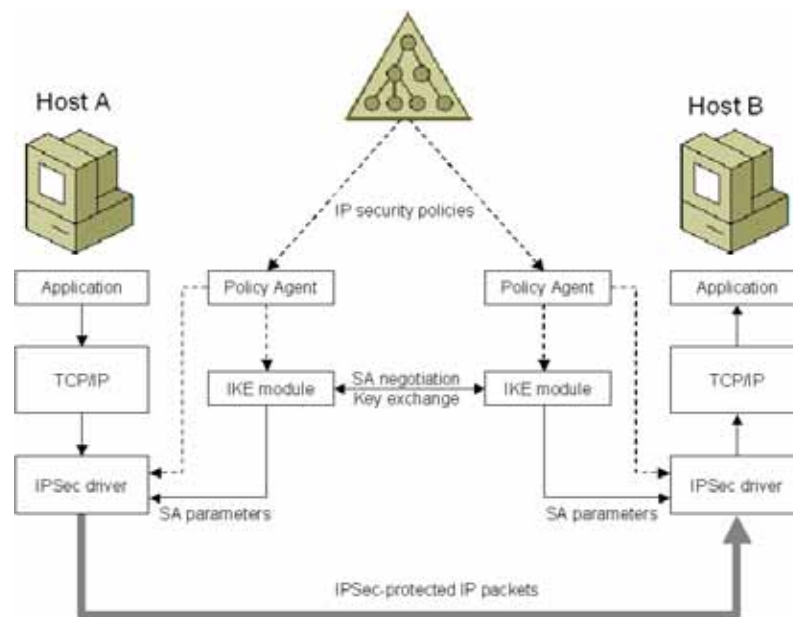 Host A
Host B
IP security policies
Application
Policy Agent
Policy Agent
Application
TCP/IP
IKE module
SA negotiation
Key exchange
IKE module
TCP/IP
IPSec driver
SA parameters
SA parameters
IPSec driver
IPSec-protected IP packets